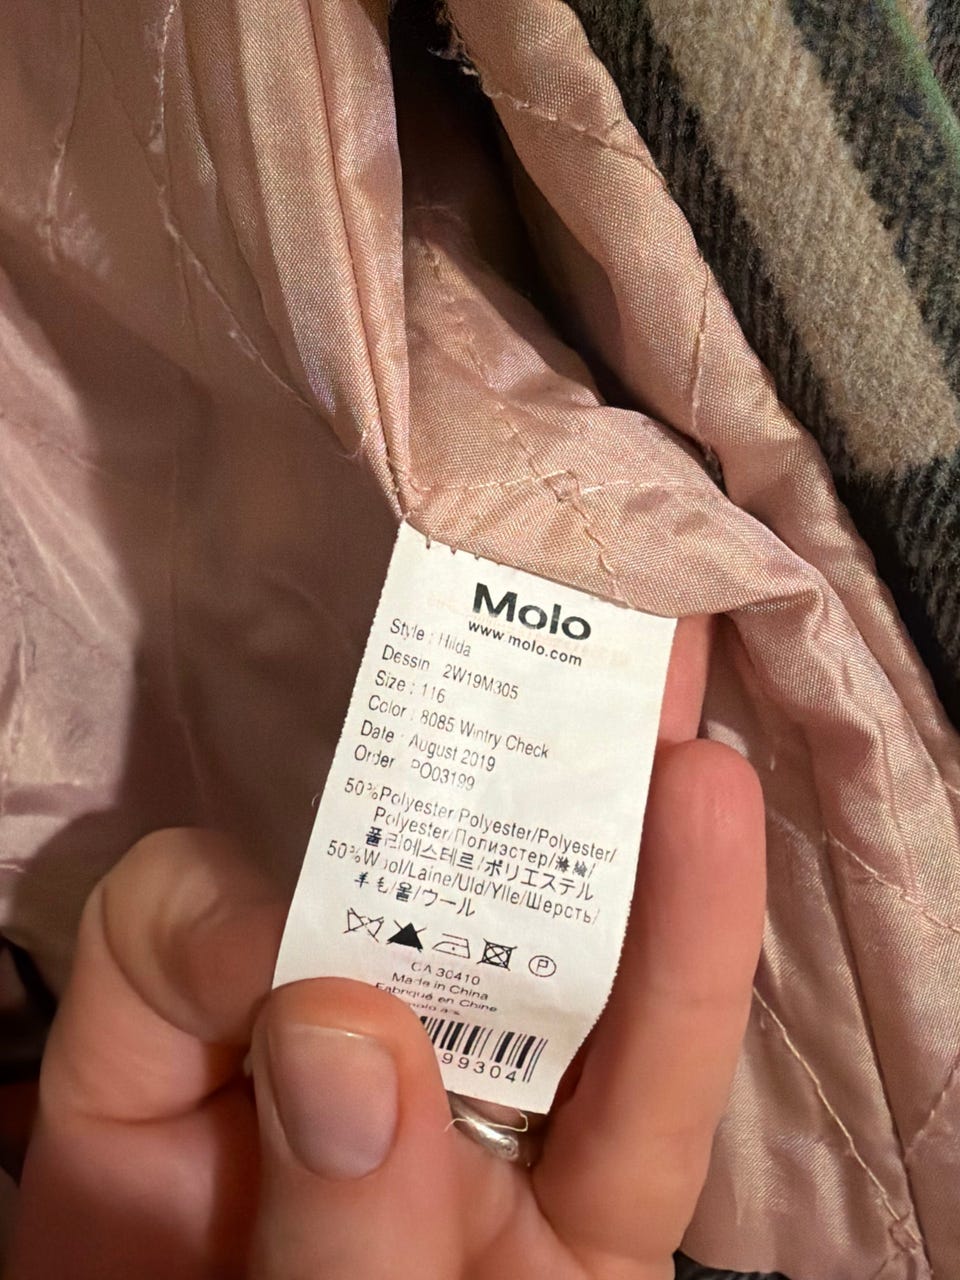 Molo
www.molo.com
Style : Hilda
Dessin 2W19M305
Size : 116
Color : 8085 Wintry Check
Date : August 2019
Order PO03199
50%Polyester/Polyester/Polyester/
Polyester/Полиэстер/
폴리에스테르/ポリエステル
50%Wool/Laine/Uld/Ylle/Шерсть/
羊毛/울/ウール
P
CA 30410
Made in China
Fabriqué en Chine
molo a/s
99304